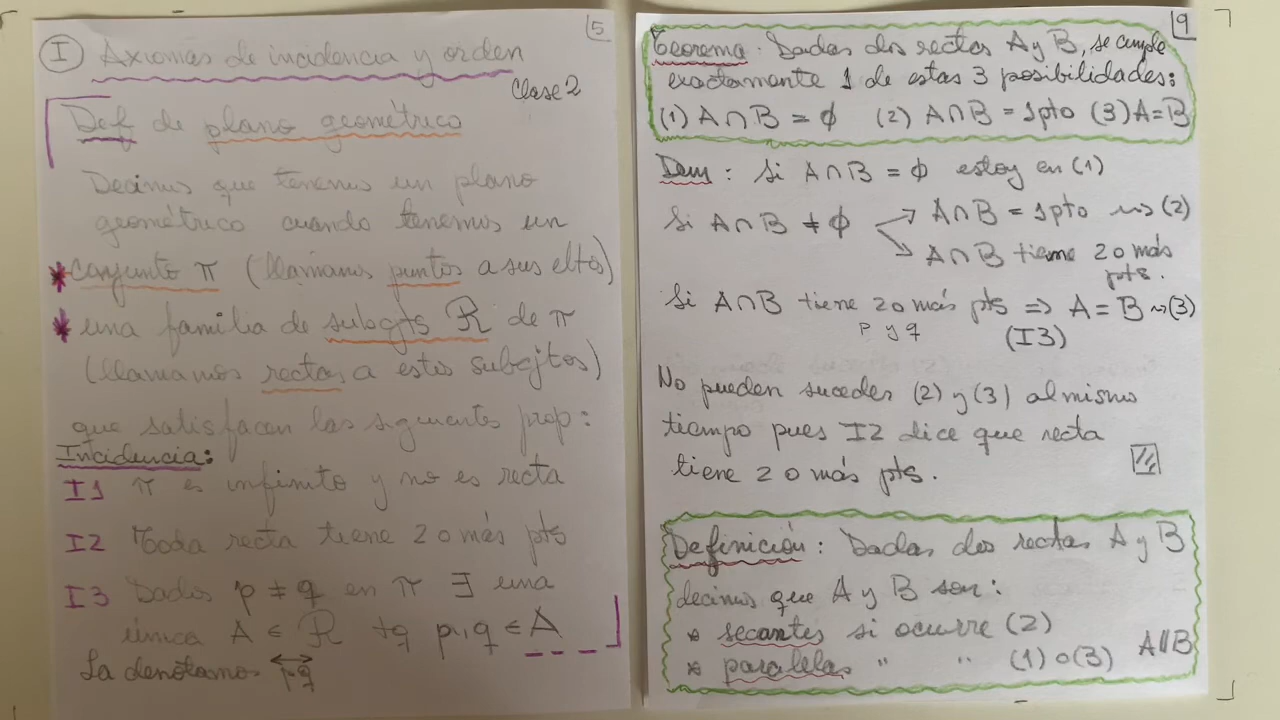 5
I Axiomas de incidencia y orden
Clase 2
Def de plano geométrico
Decimos que tenemos un plano
geométrico cuando tenemos un
* conjunto π (llamamos puntos a sus eltos)
* una familia de subcjts R de π
(llamamos rectas a estos subcjtos)
que satisfacen las siguientes prop:
Incidencia:
I1 π es infinito y no es recta
I2 Toda recta tiene 2 o más pts
I3 Dados p ≠ q en π ∃ una
única A ∈ R tq p, q ∈ A
La denotamos p͍q
9
Teorema: Dadas dos rectas A y B, se cumple
exactamente 1 de estas 3 posibilidades:
(1) A ∩ B = ϕ (2) A ∩ B = 1pto (3) A = B
Dem: Si A ∩ B = ϕ estoy en (1)
Si A ∩ B ≠ ϕ A ∩ B = 1pto ⇝ (2)
A ∩ B tiene 2 o más
pts.
Si A ∩ B tiene 2 o más pts ⇒ A = B ⇝ (3)
p y q (I3)
No pueden suceder (2) y (3) al mismo
tiempo pues I2 dice que recta
tiene 2 o más pts.
Definición: Dadas dos rectas A y B
decimos que A y B son:
* secantes si ocurre (2)
* paralelas " " (1) o (3) A∥B